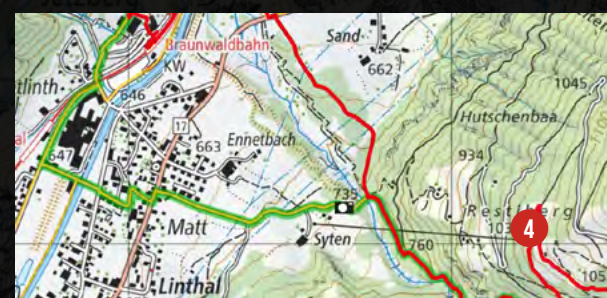 Sand
Braunwaldbahn
KW
662
1045
646
Hutschenbaa
17
Ennetbach
647
663
934
735
Restiberg
Matt
4
Syten
760
Linthal